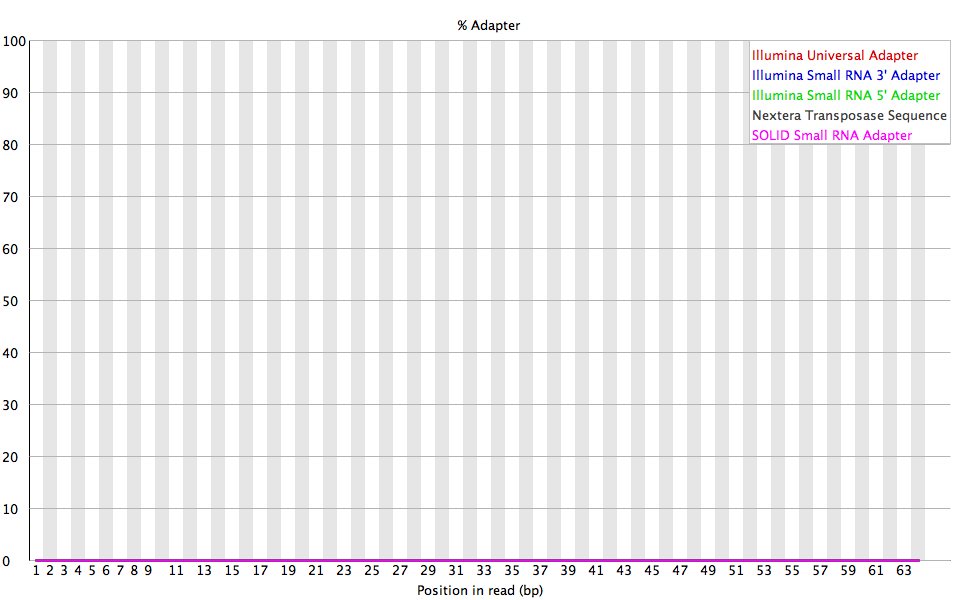 % Adapter
100
Illumina Universal Adapter
Illumina Small RNA 3' Adapter
Illumina Small RNA 5' Adapter
Nextera Transposase Sequence
SOLID Small RNA Adapter
90
80
70
60
50
40
30
20
10
0
1 2 3 4 5 6 7 8 9 11 13 15 17 19 21 23 25 27 29 31 33 35 37 39 41 43 45 47 49 51 53 55 57 59 61 63
Position in read (bp)